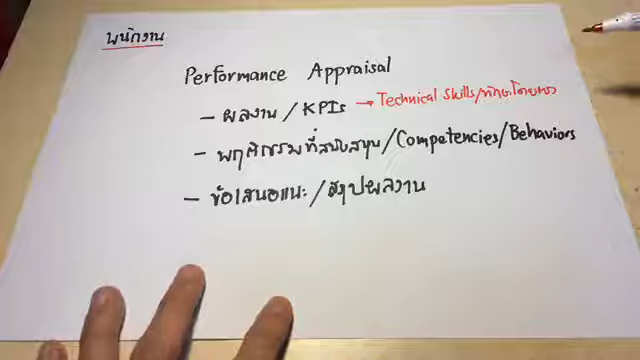 พนักงาน
Performance Appraisal
- ผลงาน / KPIs → Technical Skills/ทักษะโดยตรง
- พฤติกรรมที่สนับสนุน/Competencies/Behaviors
- ข้อเสนอแนะ/สรุปผลงาน